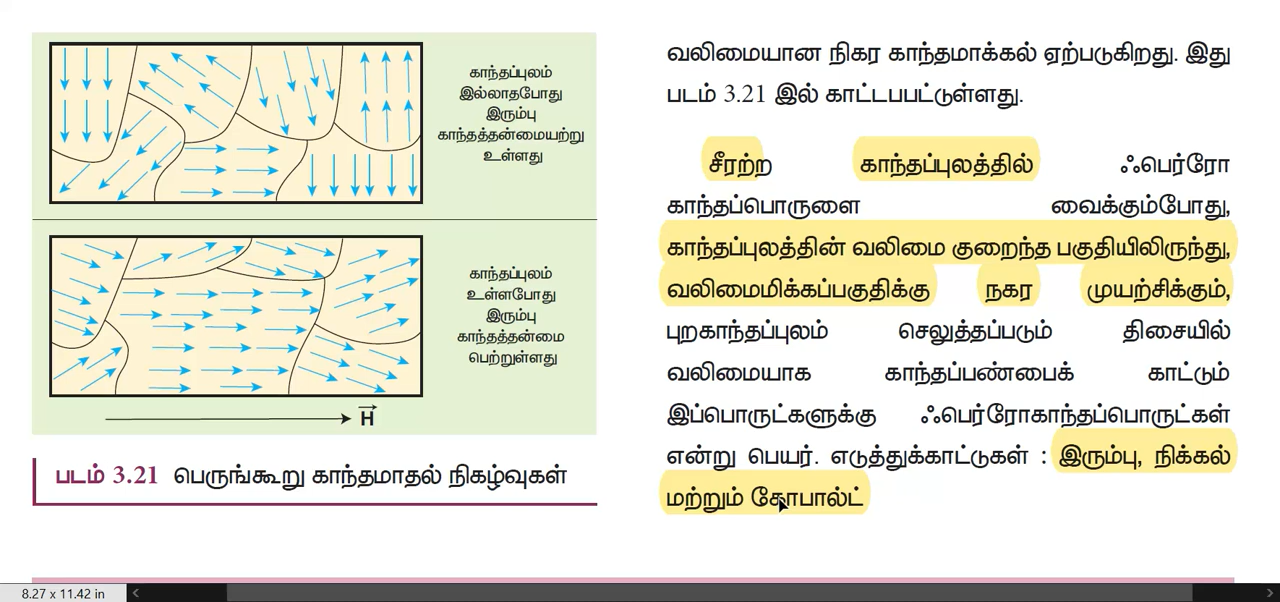 காந்தப்புலம்
இல்லாதபோது
இரும்பு
காந்தத்தன்மையற்று
உள்ளது
காந்தப்புலம்
உள்ளபோது
இரும்பு
காந்தத்தன்மை
பெற்றுள்ளது
H
படம் 3.21 பெருங்கூறு காந்தமாதல் நிகழ்வுகள்
வலிமையான நிகர காந்தமாக்கல் ஏற்படுகிறது. இது
படம் 3.21 இல் காட்டபபட்டுள்ளது.
சீரற்ற காந்தப்புலத்தில் ஃபெர்ரோ
காந்தப்பொருளை வைக்கும்போது,
காந்தப்புலத்தின் வலிமை குறைந்த பகுதியிலிருந்து,
வலிமைமிக்கப்பகுதிக்கு நகர முயற்சிக்கும்,
புறகாந்தப்புலம் செலுத்தப்படும் திசையில்
வலிமையாக காந்தப்பண்பைக் காட்டும்
இப்பொருட்களுக்கு ஃபெர்ரோகாந்தப்பொருட்கள்
என்று பெயர். எடுத்துக்காட்டுகள் : இரும்பு, நிக்கல்
மற்றும் கோபால்ட்
8.27 x 11.42 in